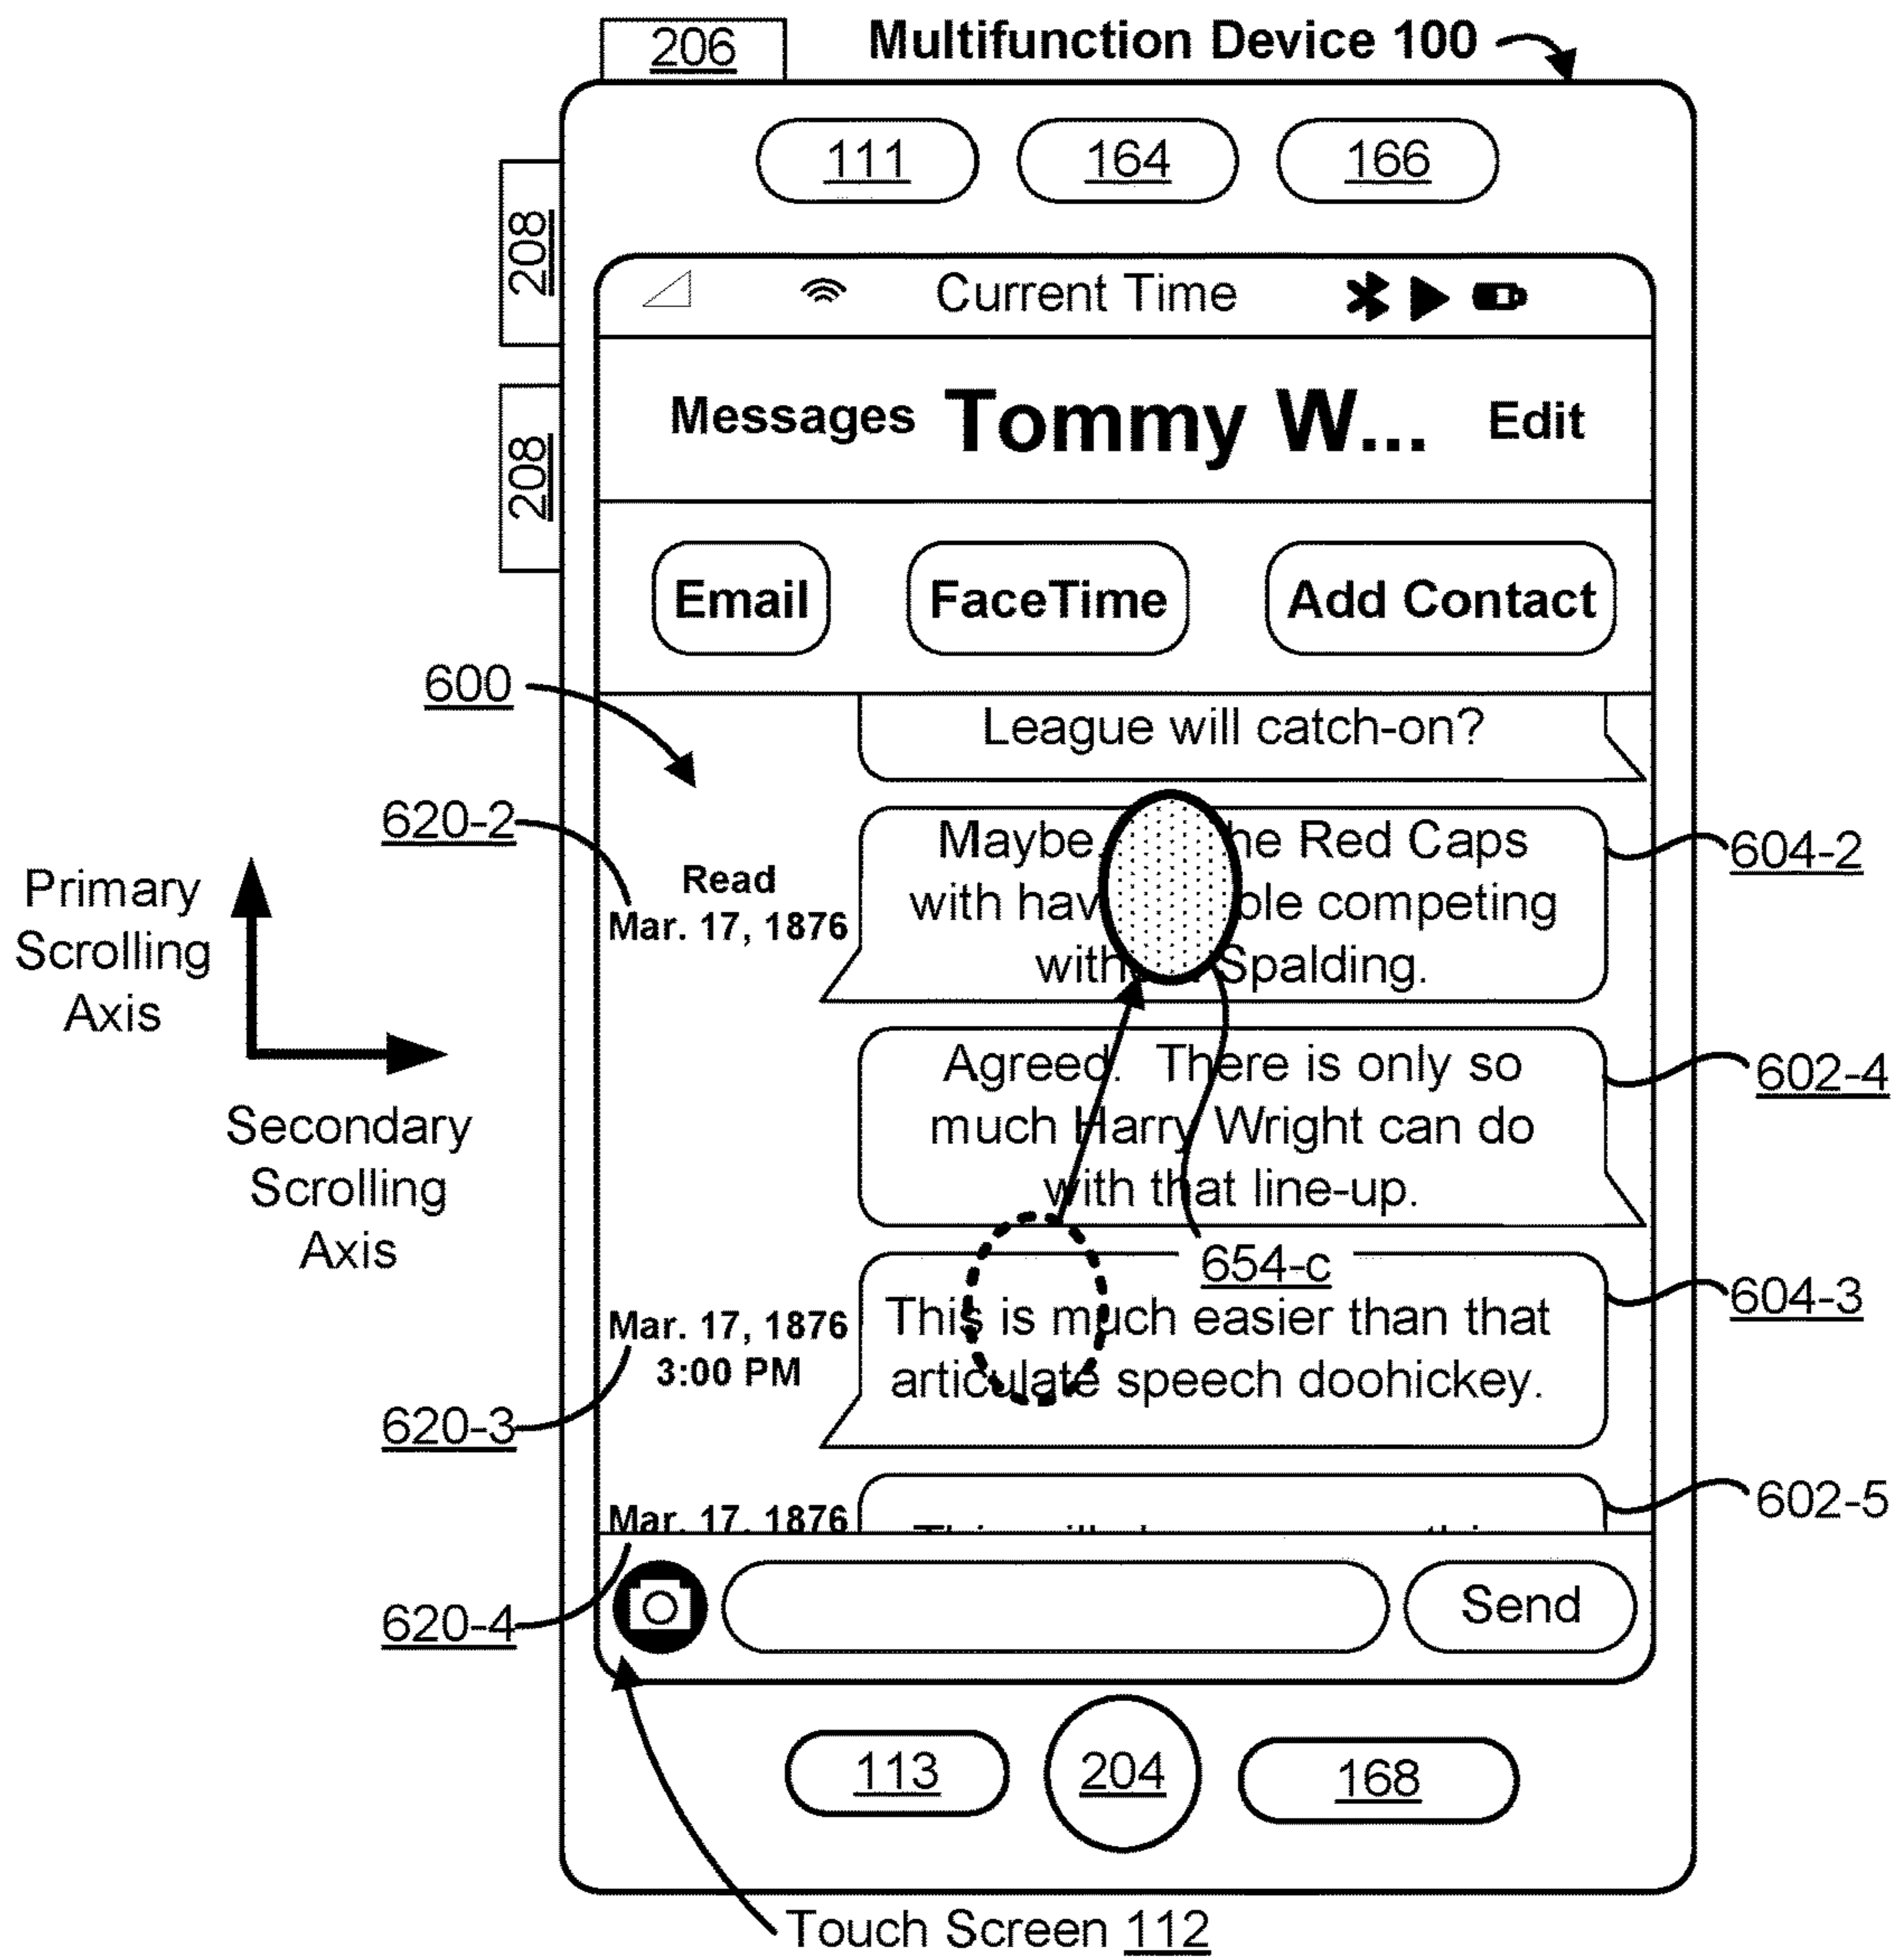 206
Multifunction Device 100
111
164
166
208
208
Current Time
Messages
Tommy W...
Edit
Email
FaceTime
Add Contact
600
League will catch-on?
620-2
Read
Mar. 17, 1876
Maybe, he Red Caps
with hav ble competing
with Spalding.
604-2
Primary
Scrolling
Axis
Secondary
Scrolling
Axis
Agreed. There is only so
much Harry Wright can do
with that line-up.
602-4
654-c
Mar. 17, 1876
3:00 PM
This is much easier than that
articulate speech doohickey.
604-3
620-3
Mar. 17, 1876
602-5
620-4
Send
113
204
168
Touch Screen 112